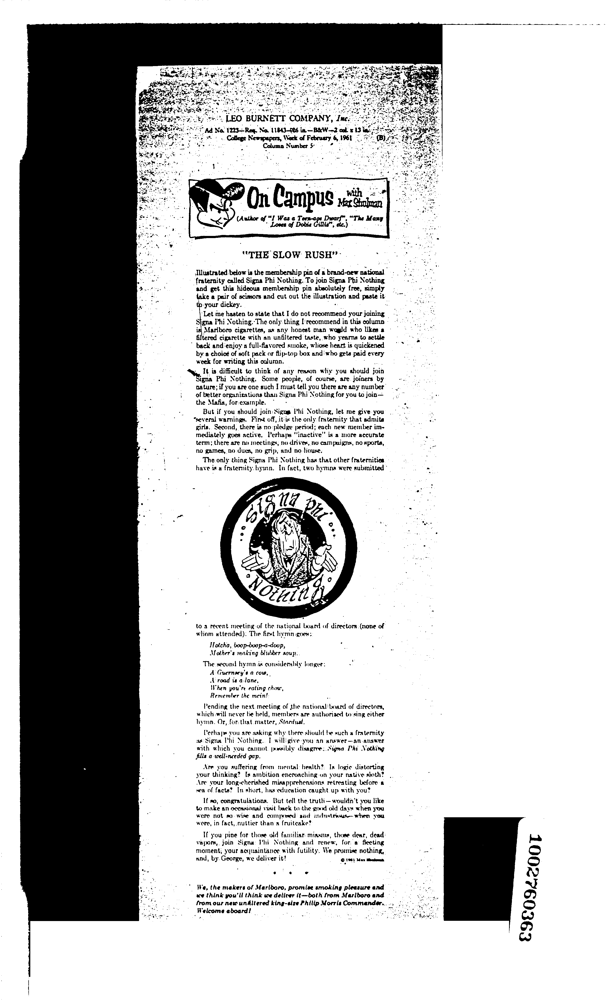 LEO BURNETT COMPANY, Inc.
Ad No. 1223—Req. No. 11843—026 in.—B&W—2 col. x 13 in.
College Newspapers, Week of February 6, 1961 (B)
Column Number 5
On Campus with Max Shulman
(Author of "I Was a Teen-age Dwarf", "The Many
Loves of Dobie Gillis", etc.)
"THE SLOW RUSH"
Illustrated below is the membership pin of a brand-new national
fraternity called Signa Phi Nothing. To join Signa Phi Nothing
and get this hideous membership pin absolutely free, simply
take a pair of scissors and cut out the illustration and paste it
to your dickey.
Let me hasten to state that I do not recommend your joining
Signa Phi Nothing. The only thing I recommend in this column
is Marlboro cigarettes, as any honest man would who likes a
filtered cigarette with an unfiltered taste, who yearns to settle
back and enjoy a full-flavored smoke, whose heart is quickened
by a choice of soft pack or flip-top box and who gets paid every
week for writing this column.
It is difficult to think of any reason why you should join
Signa Phi Nothing. Some people, of course, are joiners by
nature; if you are one such I must tell you there are any number
of better organizations than Signa Phi Nothing for you to join—
the Mafia, for example.
But if you should join Signa Phi Nothing, let me give you
several warnings. First off, it is the only fraternity that admits
girls. Second, there is no pledge period; each new member im-
mediately goes active. Perhaps "inactive" is a more accurate
term; there are no meetings, no drives, no campaigns, no sports,
no games, no dues, no grip, and no house.
The only thing Signa Phi Nothing has that other fraternities
have is a fraternity hymn. In fact, two hymns were submitted
signa phi
nothing
to a recent meeting of the national board of directors (none of
whom attended). The first hymn goes:
Hotcha, boop-boop-a-doop,
Mother's making blubber soup.
The second hymn is considerably longer:
A Guernsey's a cow,
A road is a lane,
When you're eating chow,
Remember the mein!
Pending the next meeting of the national board of directors,
which will never be held, members are authorized to sing either
hymn. Or, for that matter, Stardust.
Perhaps you are asking why there should be such a fraternity
as Signa Phi Nothing. I will give you an answer—an answer
with which you cannot possibly disagree: Signa Phi Nothing
fills a well-needed gap.
Are you suffering from mental health? Is logic distorting
your thinking? Is ambition encroaching on your native sloth?
Are your long-cherished misapprehensions retreating before a
sea of facts? In short, has education caught up with you?
If so, congratulations. But tell the truth—wouldn't you like
to make an occasional visit back to the good old days when you
were not so wise and composed and industrious—when you
were, in fact, nuttier than a fruitcake?
If you pine for those old familiar miasmas, those dear, dead
vapors, join Signa Phi Nothing and renew, for a fleeting
moment, your acquaintance with futility. We promise nothing,
and, by George, we deliver it!
© 1961 Max Shulman
* * *
We, the makers of Marlboro, promise smoking pleasure and
we think you'll think we deliver it—both from Marlboro and
from our new unfiltered king-size Philip Morris Commander.
Welcome aboard!
1002760363